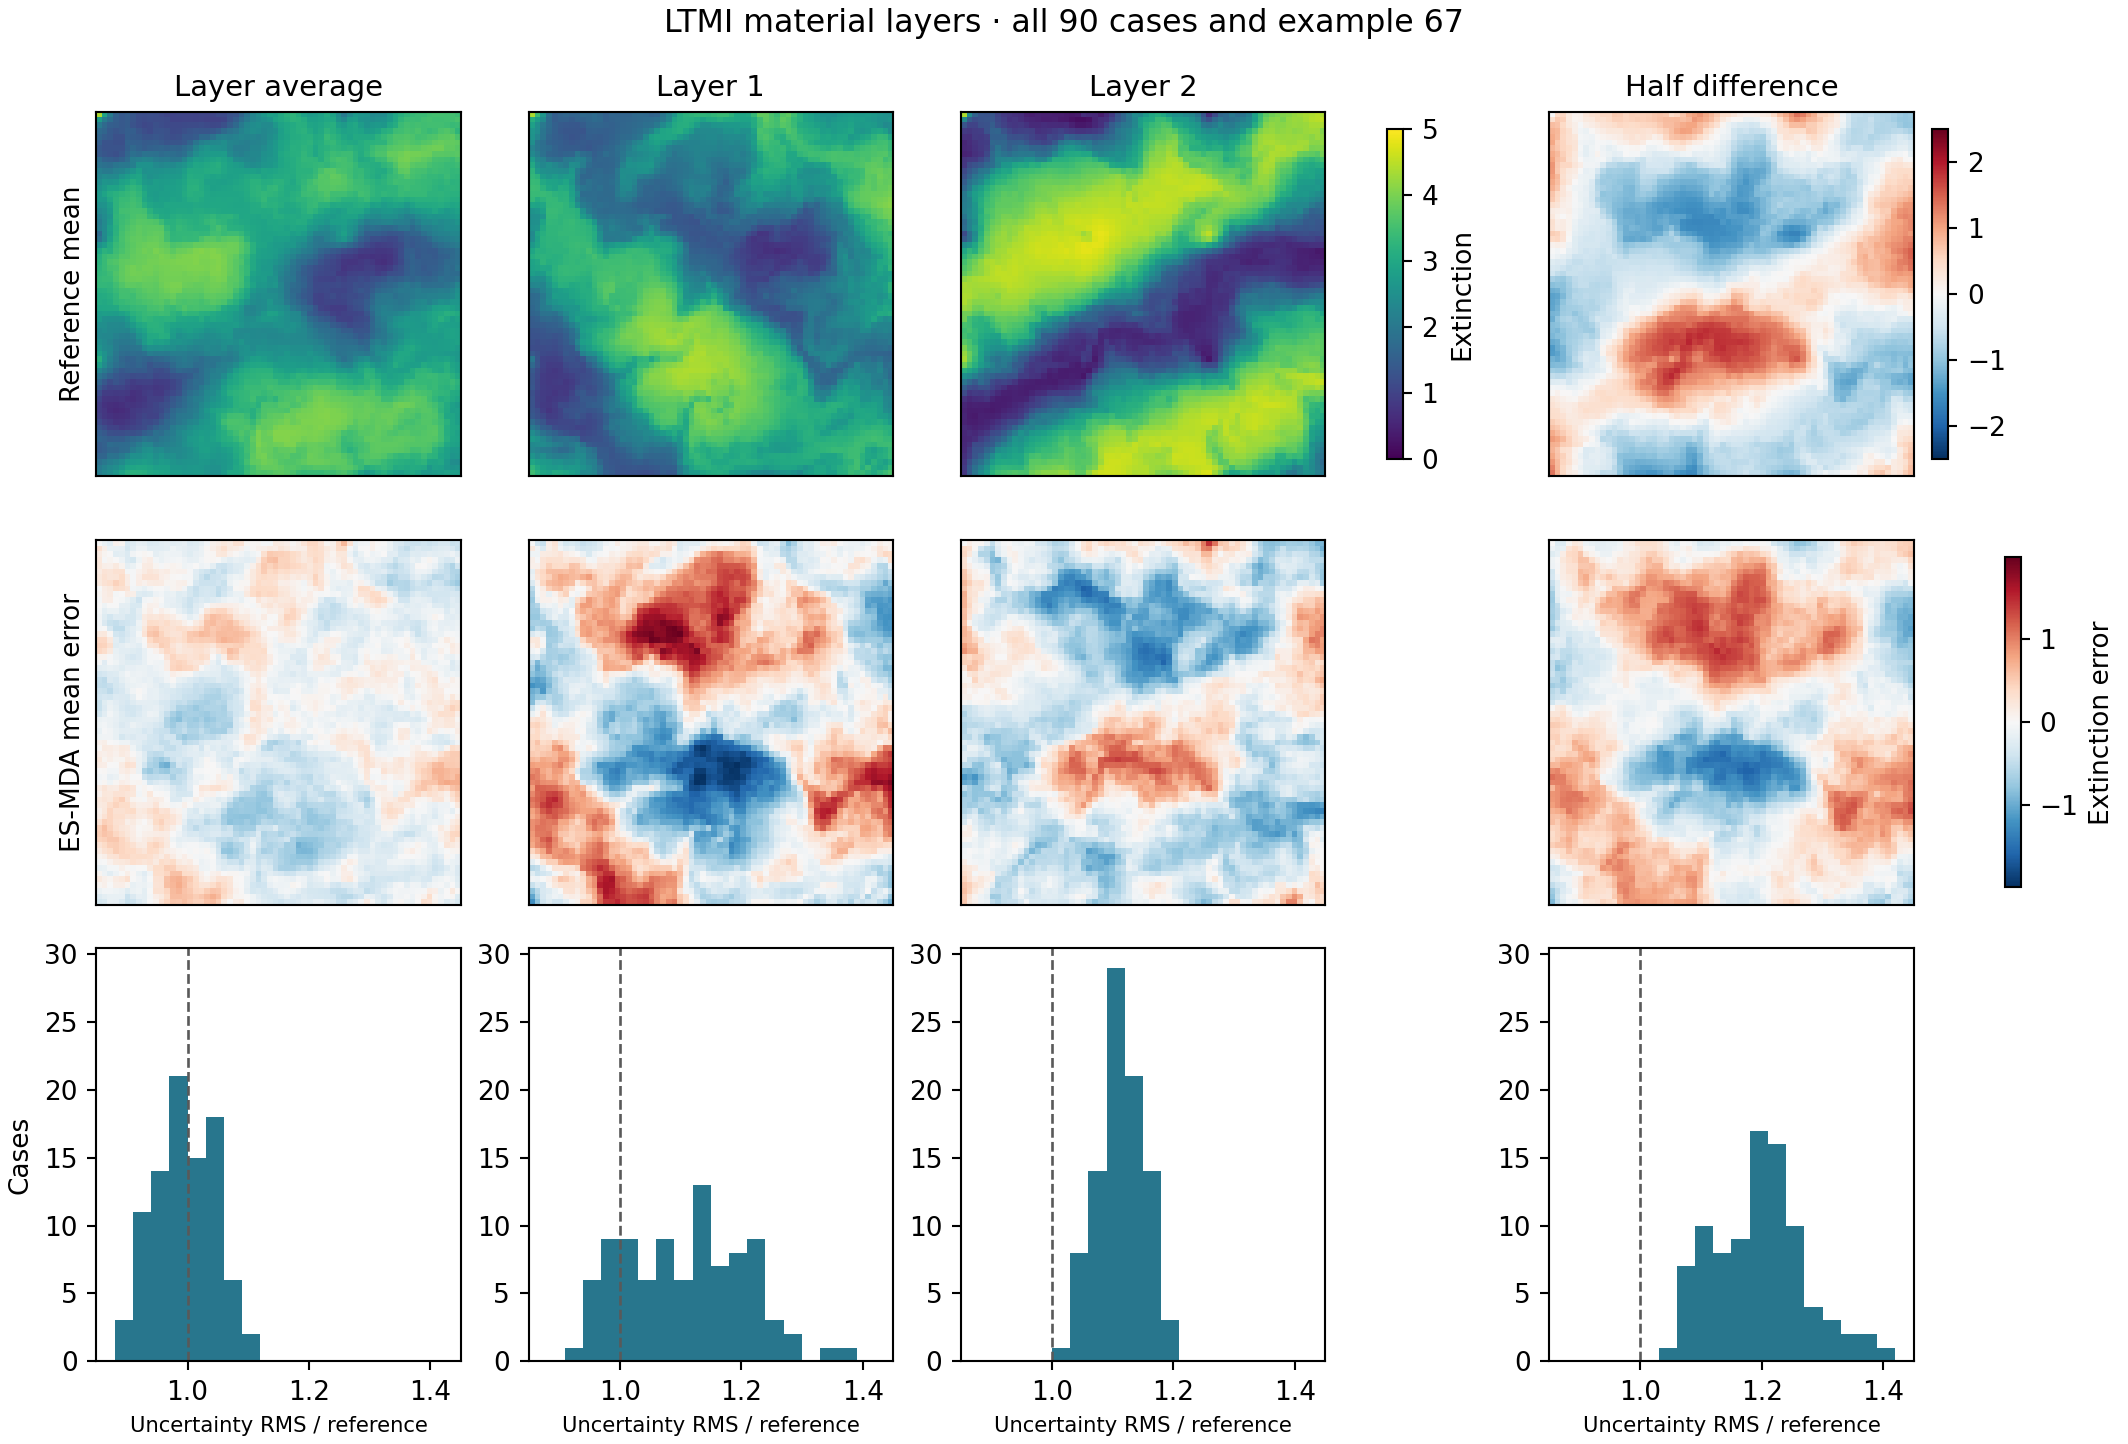 LTMI material layers · all 90 cases and example 67
Layer average
Layer 1
Layer 2
Half difference
Reference mean
5
4
3
2
1
0
Extinction
2
1
0
−1
−2
ES-MDA mean error
1
0
−1
Extinction error
Cases
30
25
20
15
10
5
0
1.0 1.2 1.4
Uncertainty RMS / reference
30
25
20
15
10
5
0
1.0 1.2 1.4
Uncertainty RMS / reference
30
25
20
15
10
5
0
1.0 1.2 1.4
Uncertainty RMS / reference
30
25
20
15
10
5
0
1.0 1.2 1.4
Uncertainty RMS / reference